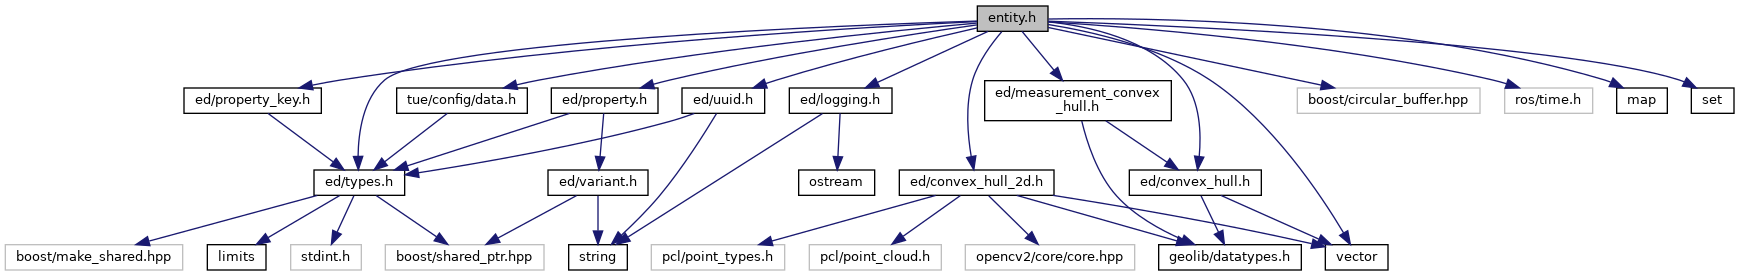 entity.h
ed/property_key.h
tue/config/data.h
ed/property.h
ed/uuid.h
ed/logging.h
ed/measurement_convex
_hull.h
boost/circular_buffer.hpp
ros/time.h
map
set
ed/types.h
ed/variant.h
ostream
ed/convex_hull_2d.h
ed/convex_hull.h
boost/make_shared.hpp
limits
stdint.h
boost/shared_ptr.hpp
string
pcl/point_types.h
pcl/point_cloud.h
opencv2/core/core.hpp
geolib/datatypes.h
vector